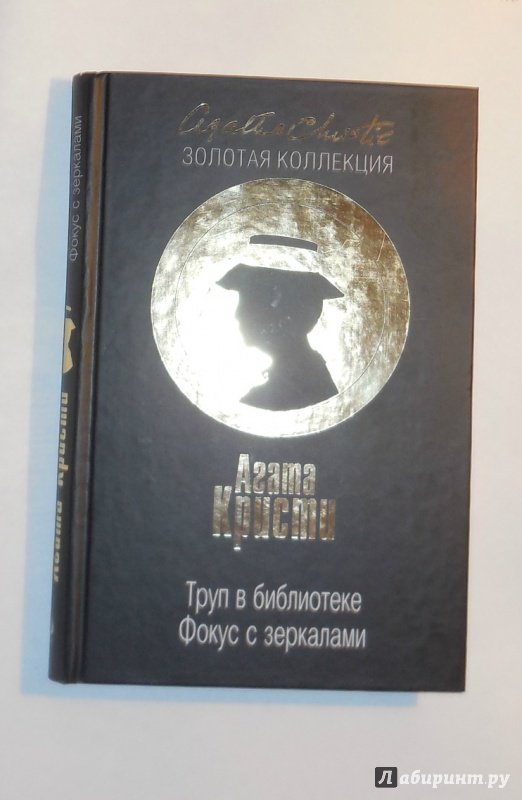 Agatha Christie
ЗОЛОТАЯ КОЛЛЕКЦИЯ
Агата
Кристи
Труп в библиотеке
Фокус с зеркалами
Фокус с зеркалами
Агата Кристи
Лабиринт.ру